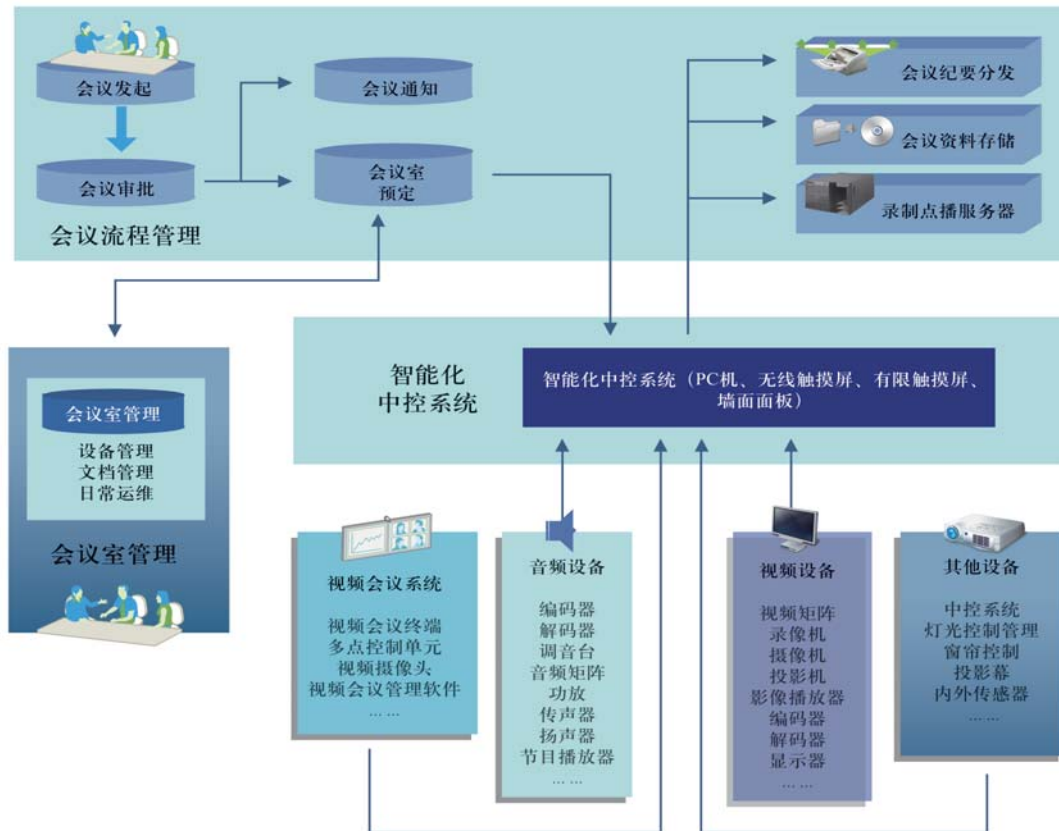 会议发起
会议审批
会议流程管理
会议通知
会议室
预定
会议纪要分发
会议资料存储
录制点播服务器
会议室管理
设备管理
文档管理
日常运维
会议室管理
智能化
中控系统
智能化中控系统（PC机、无线触摸屏、有限触摸屏、
墙面面板）
视频会议系统
视频会议终端
多点控制单元
视频摄像头
视频会议管理软件
… …
音频设备
编码器
解码器
调音台
音频矩阵
功放
传声器
扬声器
节目播放器
… …
视频设备
视频矩阵
录像机
摄像机
投影机
影像播放器
编码器
解码器
显示器
… …
其他设备
中控系统
灯光控制管理
窗帘控制
投影幕
内外传感器
… …